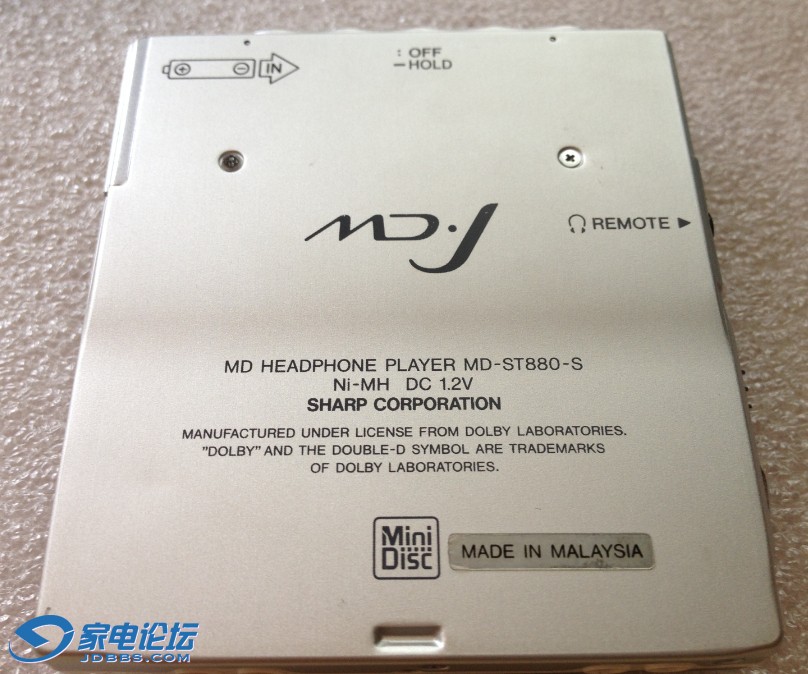 : OFF
– HOLD
IN
REMOTE ▶
MD HEADPHONE PLAYER MD-ST880-S
Ni-MH DC 1.2V
SHARP CORPORATION
MANUFACTURED UNDER LICENSE FROM DOLBY LABORATORIES.
"DOLBY" AND THE DOUBLE-D SYMBOL ARE TRADEMARKS
OF DOLBY LABORATORIES.
Mini
Disc
MADE IN MALAYSIA
家电论坛
JDBBS.COM